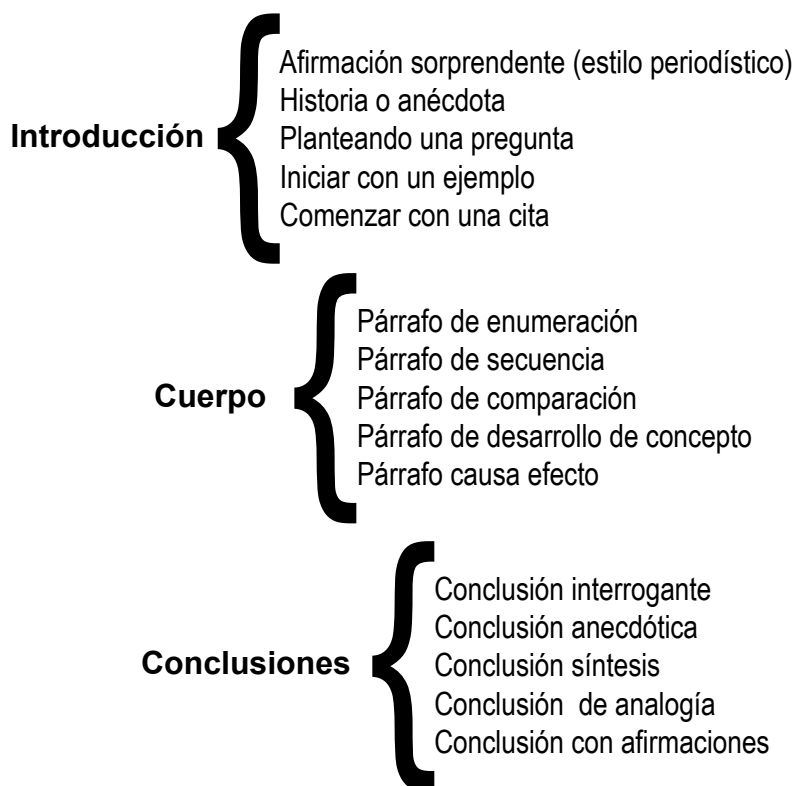 Afirmación sorprendente (estilo periodístico)
Historia o anécdota
Introducción
Planteando una pregunta
Iniciar con un ejemplo
Comenzar con una cita
Párrafo de enumeración
Párrafo de secuencia
Cuerpo
Párrafo de comparación
Párrafo de desarrollo de concepto
Párrafo causa efecto
Conclusión interrogante
Conclusión anecdótica
Conclusiones
Conclusión síntesis
Conclusión  de analogía
Conclusión con afirmaciones